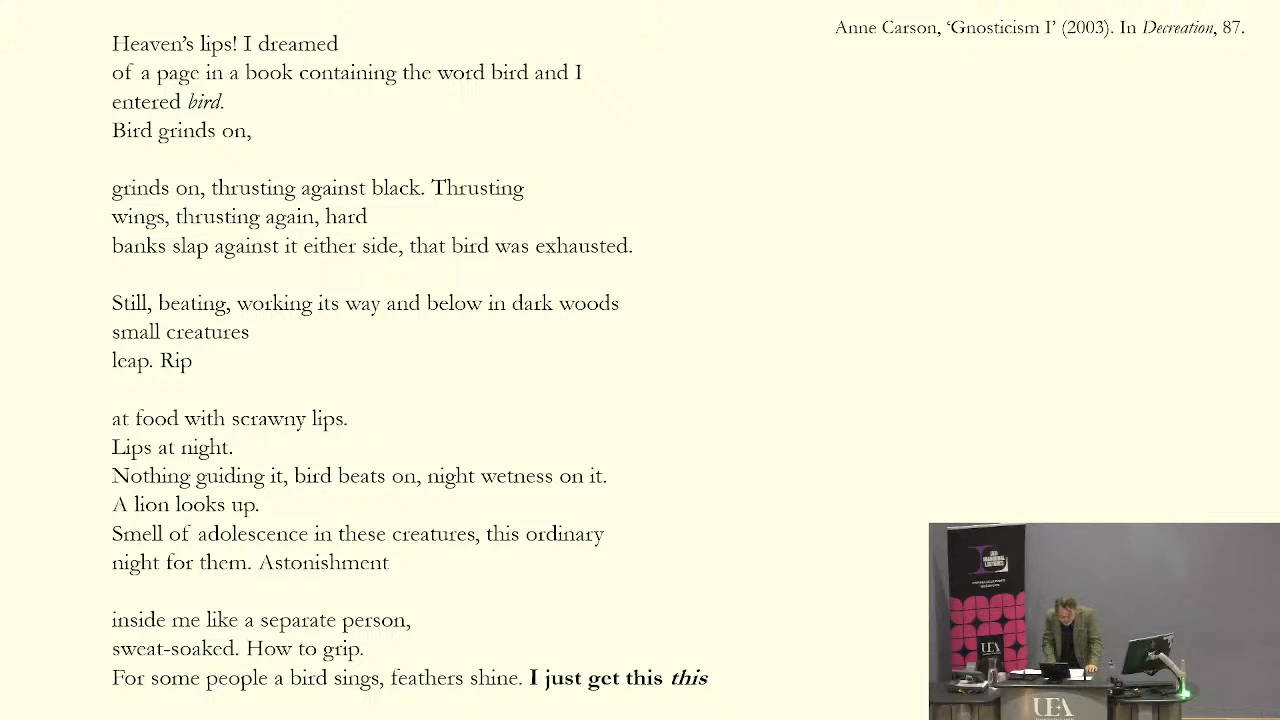 Anne Carson, ‘Gnosticism I’ (2003). In Decreation, 87.
Heaven’s lips! I dreamed
of a page in a book containing the word bird and I
entered bird.
Bird grinds on,
grinds on, thrusting against black. Thrusting
wings, thrusting again, hard
banks slap against it either side, that bird was exhausted.
Still, beating, working its way and below in dark woods
small creatures
leap. Rip
at food with scrawny lips.
Lips at night.
Nothing guiding it, bird beats on, night wetness on it.
A lion looks up.
Smell of adolescence in these creatures, this ordinary
night for them. Astonishment
inside me like a separate person,
sweat-soaked. How to grip.
For some people a bird sings, feathers shine. I just get this this
UEA
INAUGURAL
LECTURES
UEA
UEA